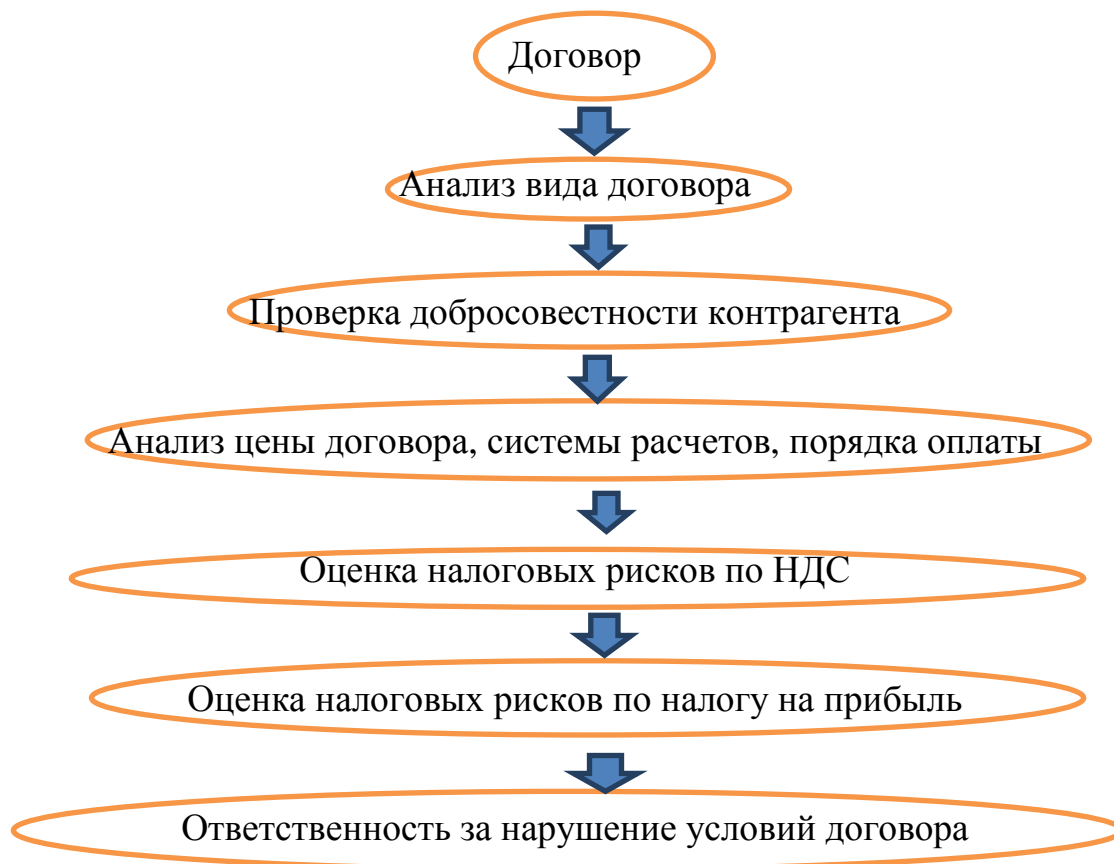 Договор
Анализ вида договора
Проверка добросовестности контрагента
Анализ цены договора, системы расчетов, порядка оплаты
Оценка налоговых рисков по НДС
Оценка налоговых рисков по налогу на прибыль
Ответственность за нарушение условий договора